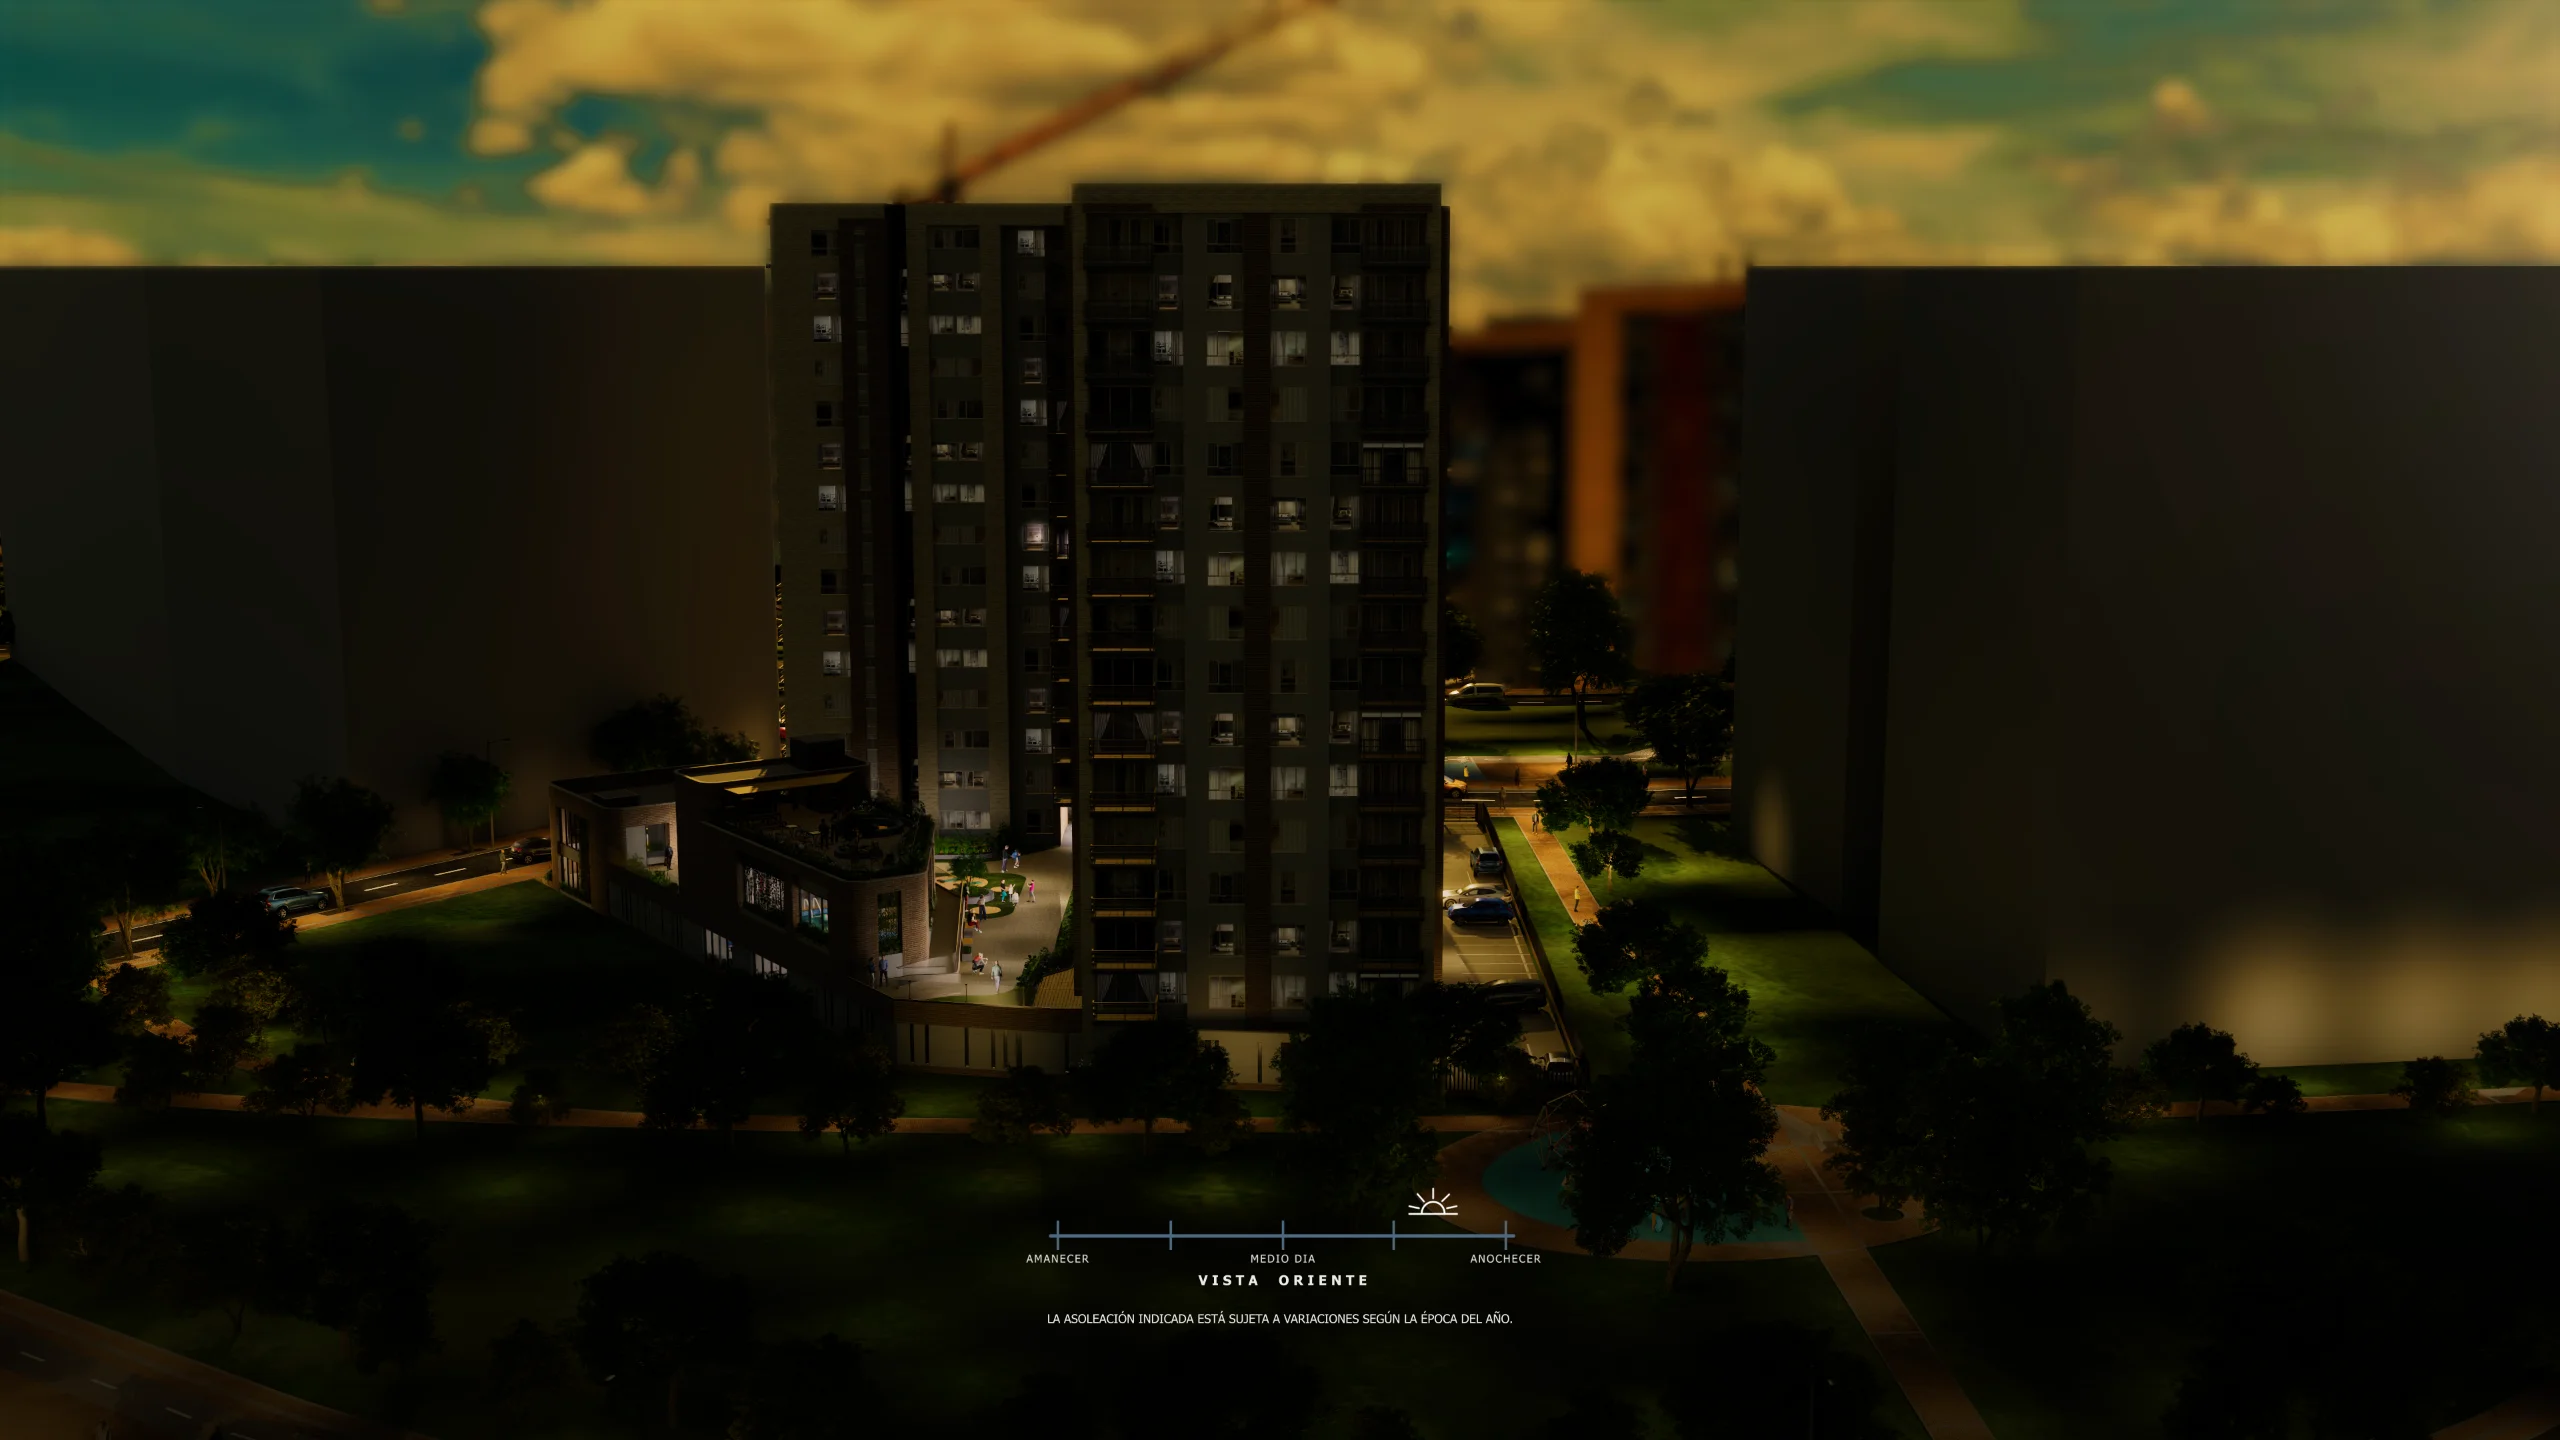 AMANECER MEDIO DIA ANOCHECER
VISTA ORIENTE
LA ASOLEACIÓN INDICADA ESTÁ SUJETA A VARIACIONES SEGÚN LA ÉPOCA DEL AÑO.